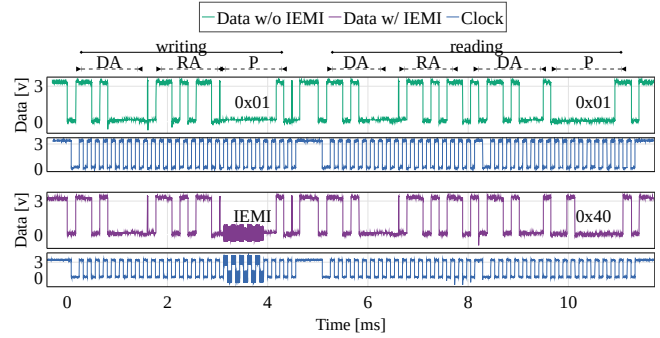 Data w/o IEMI Data w/ IEMI Clock
writing reading
DA RA P DA RA DA P
Data [v]
3
0
0x01 0x01
3
0
Data [v]
3
0
IEMI 0x40
3
0
0 2 4 6 8 10
Time [ms]